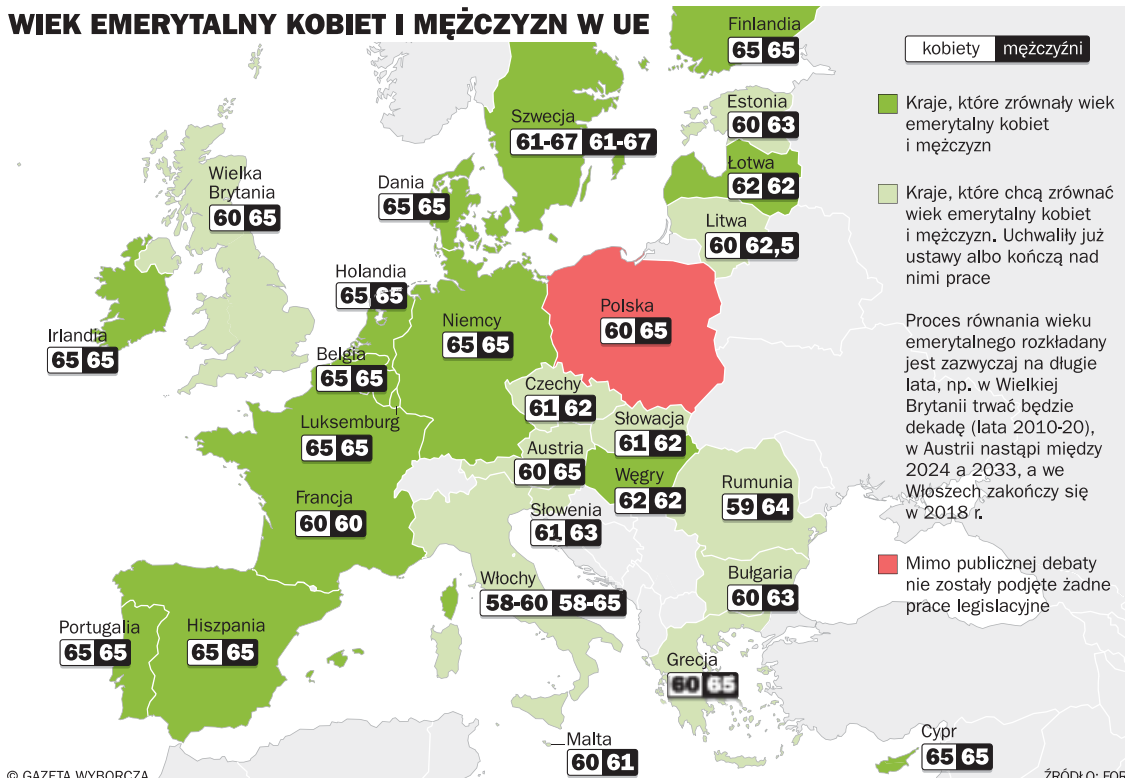 WIEK EMERYTALNY KOBIET I MĘŻCZYZN W UE
kobiety mężczyźni
Kraje, które zrównały wiek
emerytalny kobiet
i mężczyzn
Kraje, które chcą zrównać
wiek emerytalny kobiet
i mężczyzn. Uchwaliły już
ustawy albo kończą nad
nimi prace
Proces równania wieku
emerytalnego rozkładany
jest zazwyczaj na długie
lata, np. w Wielkiej
Brytanii trwać będzie
dekadę (lata 2010-20),
w Austrii nastąpi między
2024 a 2033, a we
Włoszech zakończy się
w 2018 r.
Mimo publicznej debaty
nie zostały podjęte żadne
prace legislacyjne
Finlandia
65 65
Szwecja
61-67 61-67
Estonia
60 63
Łotwa
62 62
Litwa
60 62,5
Wielka
Brytania
60 65
Dania
65 65
Irlandia
65 65
Holandia
65 65
Niemcy
65 65
Polska
60 65
Belgia
65 65
Luksemburg
65 65
Czechy
61 62
Słowacja
61 62
Austria
60 65
Węgry
62 62
Rumunia
59 64
Francja
60 60
Słowenia
61 63
Włochy
58-60 58-65
Bułgaria
60 63
Portugalia
65 65
Hiszpania
65 65
Grecja
60 65
Malta
60 61
Cypr
65 65
© GAZETA WYBORCZA
ŹRÓDŁO: FOR